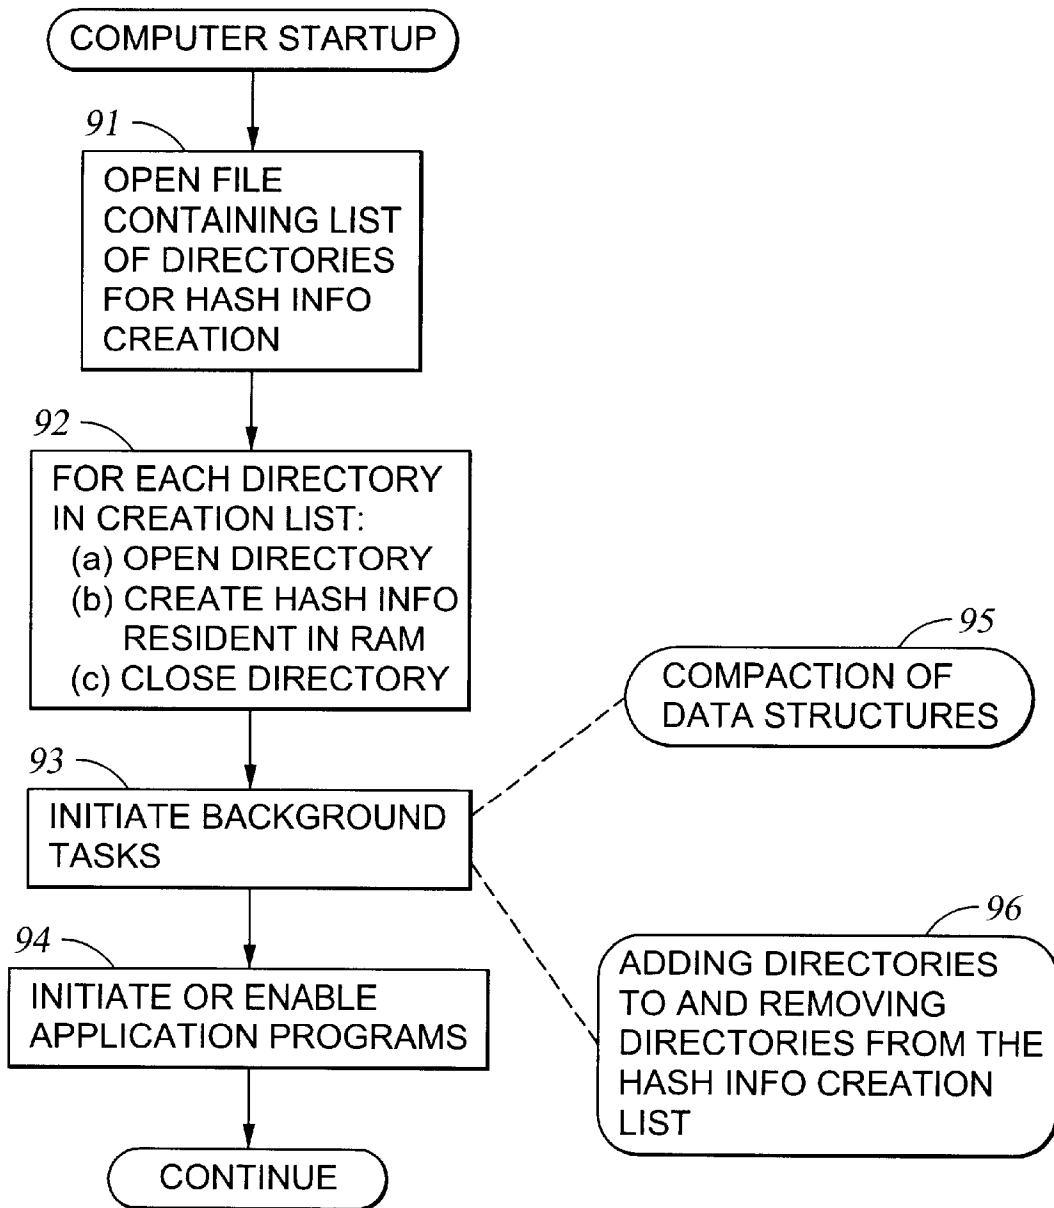 COMPUTER STARTUP
91
OPEN FILE
CONTAINING LIST
OF DIRECTORIES
FOR HASH INFO
CREATION
92
FOR EACH DIRECTORY
IN CREATION LIST:
(a) OPEN DIRECTORY
(b) CREATE HASH INFO
RESIDENT IN RAM
(c) CLOSE DIRECTORY
93
INITIATE BACKGROUND
TASKS
94
INITIATE OR ENABLE
APPLICATION PROGRAMS
CONTINUE
95
COMPACTION OF
DATA STRUCTURES
96
ADDING DIRECTORIES
TO AND REMOVING
DIRECTORIES FROM THE
HASH INFO CREATION
LIST